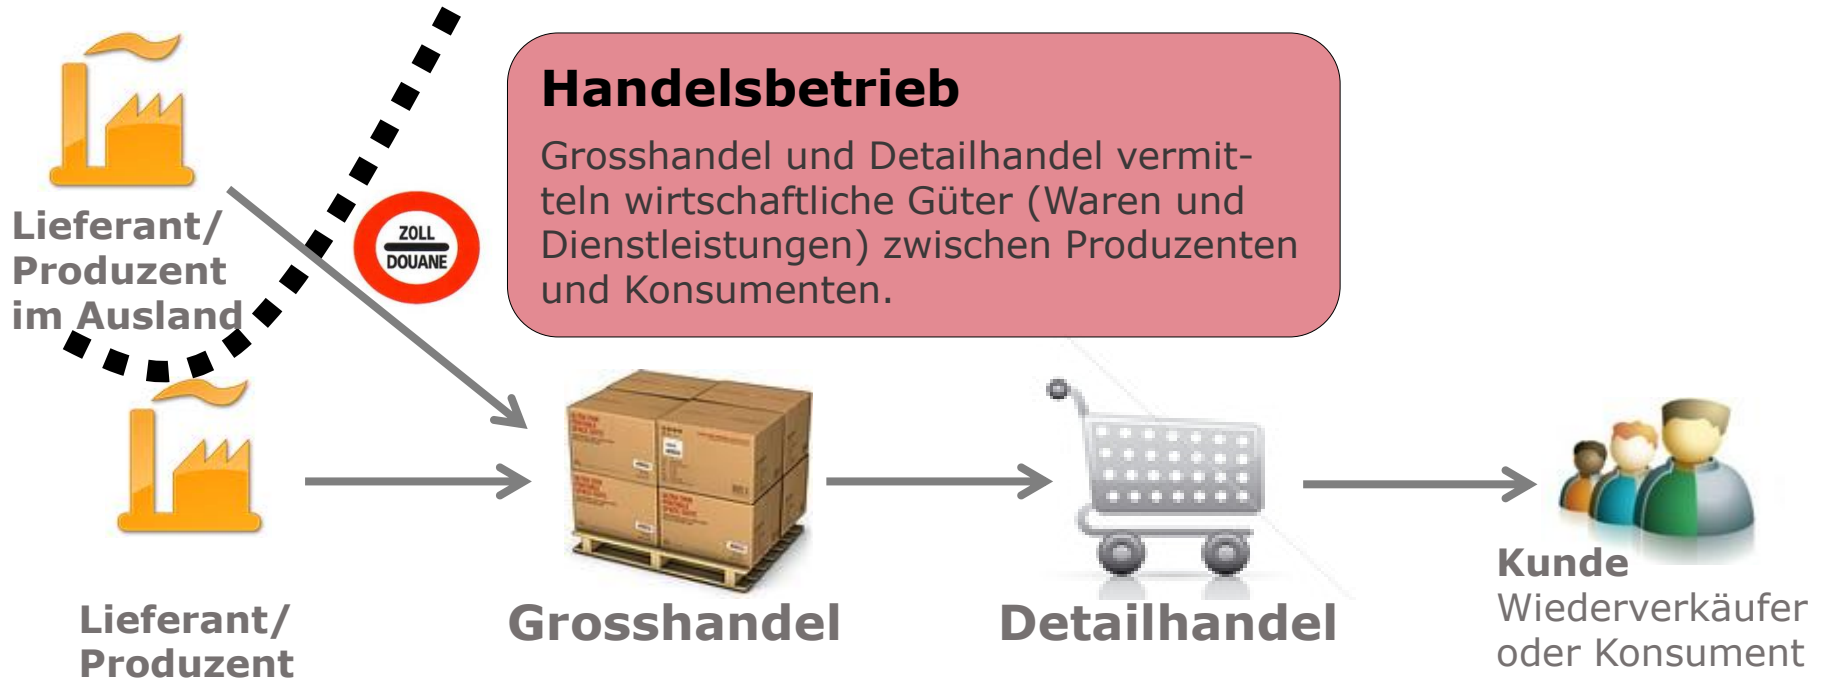 Handelsbetrieb
Grosshandel und Detailhandel vermit-
teln wirtschaftliche Güter (Waren und
Dienstleistungen) zwischen Produzenten
und Konsumenten.
Lieferant/
Produzent
im Ausland
ZOLL
DOUANE
Lieferant/
Produzent
Grosshandel
Detailhandel
Kunde
Wiederverkäufer
oder Konsument